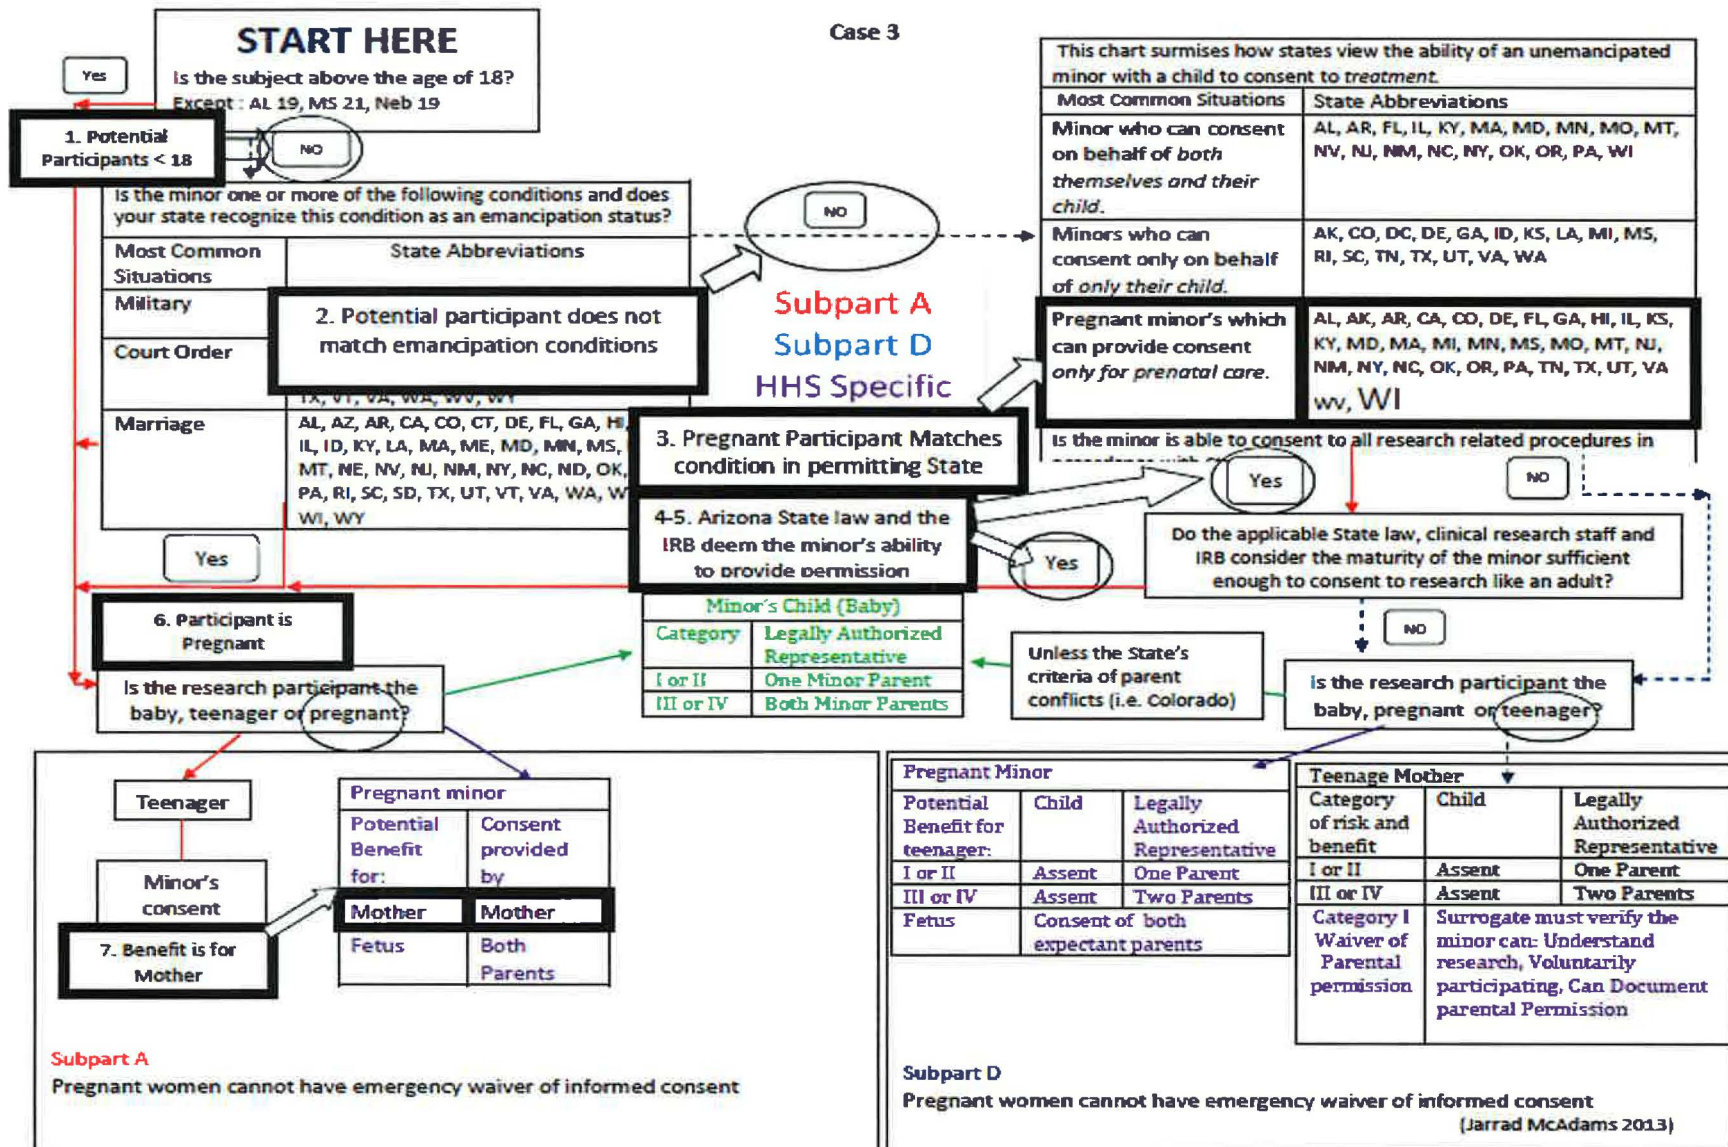 Case 3
START HERE
Is the subject above the age of 18?
Except : AL 19, MS 21, Neb 19
Yes
1. Potential
Participants < 18
NO
Is the minor one or more of the following conditions and does
your state recognize this condition as an emancipation status?
Most Common
Situations
State Abbreviations
Military
Court Order
2. Potential participant does not
match emancipation conditions
TX, VT, VA, WA, WV, WY
Marriage
AL, AZ, AR, CA, CO, CT, DE, FL, GA, HI,
IL, ID, KY, LA, MA, ME, MD, MN, MS,
MT, NE, NV, NJ, NM, NY, NC, ND, OK,
PA, RI, SC, SD, TX, UT, VT, VA, WA, W
WI, WY
NO
Subpart A
Subpart D
HHS Specific
This chart surmises how states view the ability of an unemancipated
minor with a child to consent to treatment.
Most Common Situations
State Abbreviations
Minor who can consent
on behalf of both
themselves and their
child.
AL, AR, FL, IL, KY, MA, MD, MN, MO, MT,
NV, NJ, NM, NC, NY, OK, OR, PA, WI
Minors who can
consent only on behalf
of only their child.
AK, CO, DC, DE, GA, ID, KS, LA, MI, MS,
RI, SC, TN, TX, UT, VA, WA
Pregnant minor's which
can provide consent
only for prenatal care.
AL, AK, AR, CA, CO, DE, FL, GA, HI, IL, KS,
KY, MD, MA, MI, MN, MS, MO, MT, NJ,
NM, NY, NC, OK, OR, PA, TN, TX, UT, VA
WV, WI
3. Pregnant Participant Matches
condition in permitting State
Is the minor is able to consent to all research related procedures in
Yes
NO
4-5. Arizona State law and the
IRB deem the minor's ability
to provide permission
Yes
Do the applicable State law, clinical research staff and
IRB consider the maturity of the minor sufficient
enough to consent to research like an adult?
NO
Yes
6. Participant is
Pregnant
Is the research participant the
baby, teenager or pregnant?
Minor's Child (Baby)
Category
Legally Authorized
Representative
I or II
One Minor Parent
III or IV
Both Minor Parents
Unless the State's
criteria of parent
conflicts (i.e. Colorado)
Is the research participant the
baby, pregnant or teenager?
Teenager
Minor's
consent
7. Benefit is for
Mother
Pregnant minor
Potential
Benefit
for:
Consent
provided
by
Mother
Mother
Fetus
Both
Parents
Subpart A
Pregnant women cannot have emergency waiver of informed consent
Pregnant Minor
Potential
Benefit for
teenager:
Child
Legally
Authorized
Representative
I or II
Assent
One Parent
III or IV
Assent
Two Parents
Fetus
Consent of both
expectant parents
Teenage Mother
Category
of risk and
benefit
Child
Legally
Authorized
Representative
I or II
Assent
One Parent
III or IV
Assent
Two Parents
Category I
Waiver of
Parental
permission
Surrogate must verify the
minor can: Understand
research, Voluntarily
participating, Can Document
parental Permission
Subpart D
Pregnant women cannot have emergency waiver of informed consent
(Jarrad McAdams 2013)